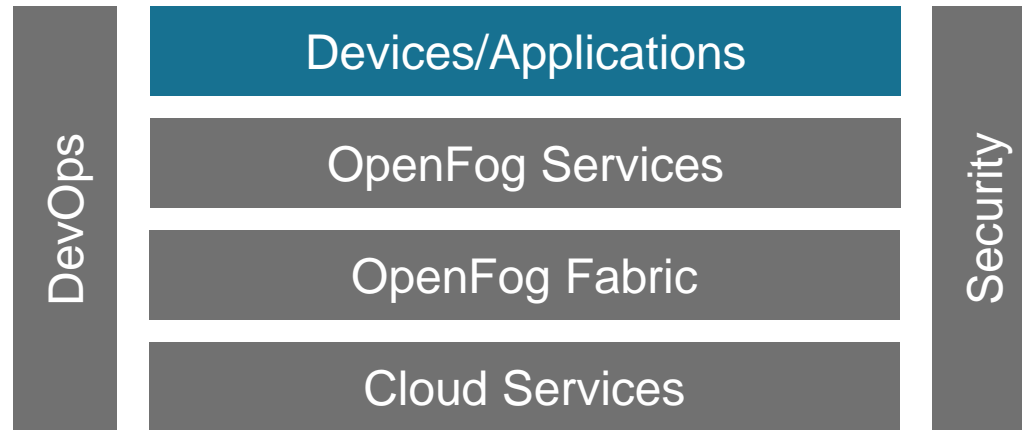 DevOps
Devices/Applications
OpenFog Services
OpenFog Fabric
Cloud Services
Security